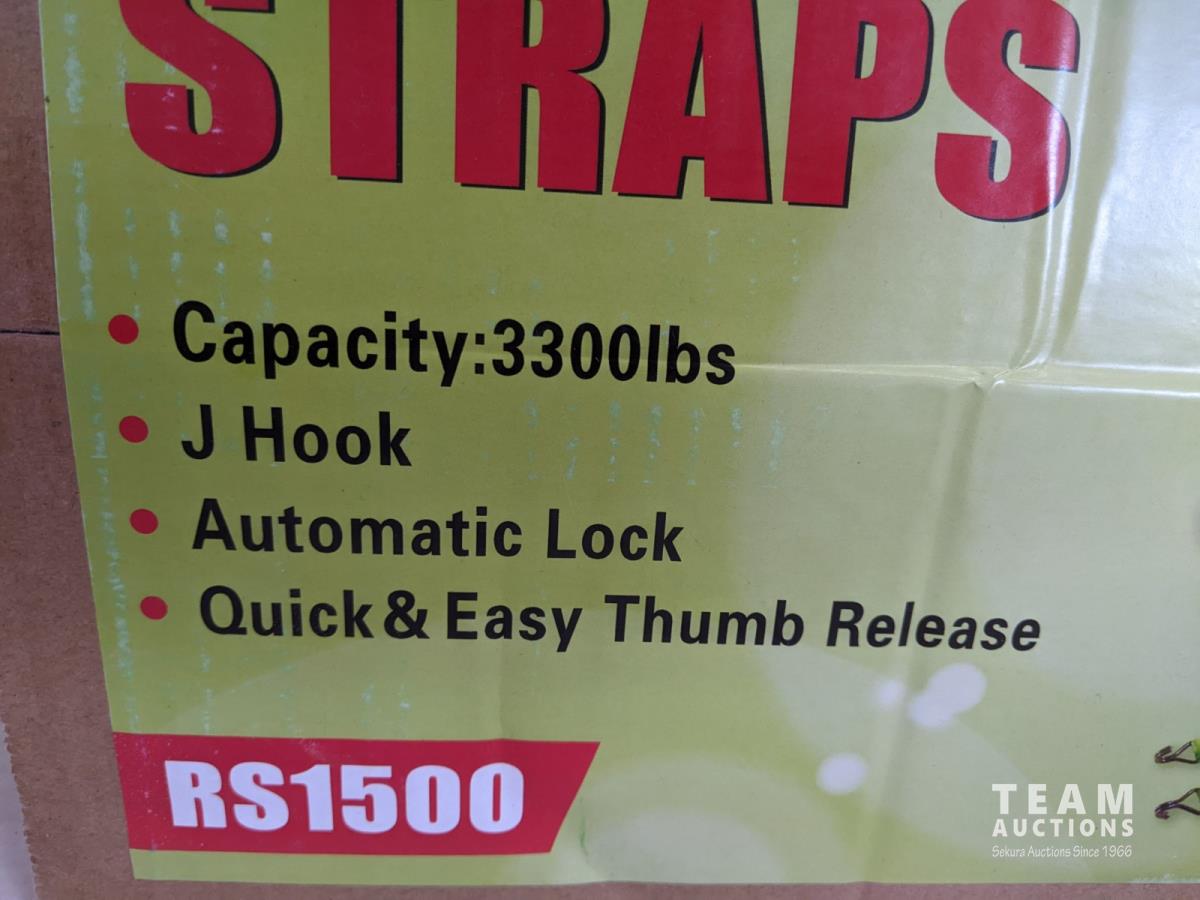 STRAPS
• Capacity:3300lbs
• J Hook
• Automatic Lock
• Quick & Easy Thumb Release
RS1500
TEAM
AUCTIONS
Sekura Auctions Since 1966